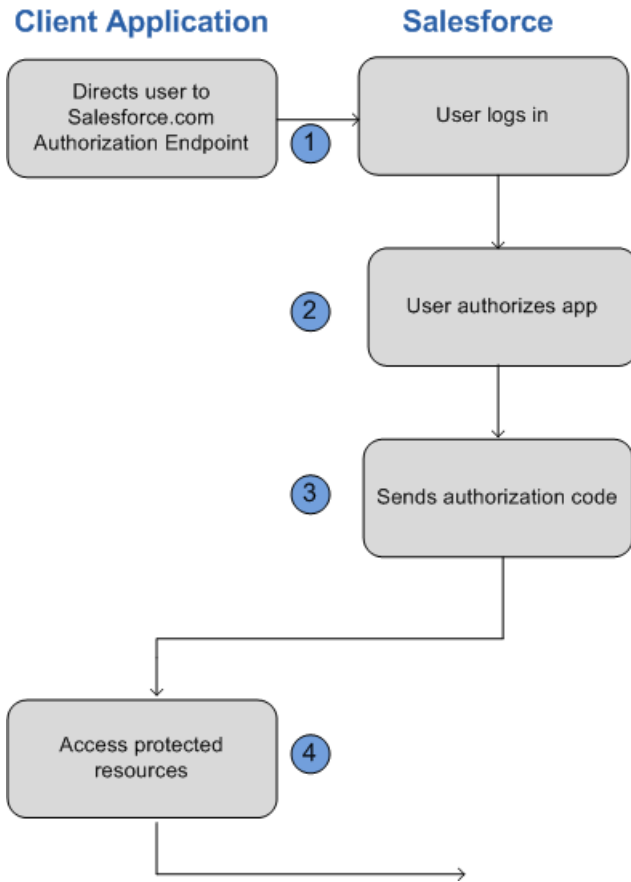 Client Application
Salesforce
Directs user to
Salesforce.com
Authorization Endpoint
1
User logs in
2
User authorizes app
3
Sends authorization code
Access protected
resources
4